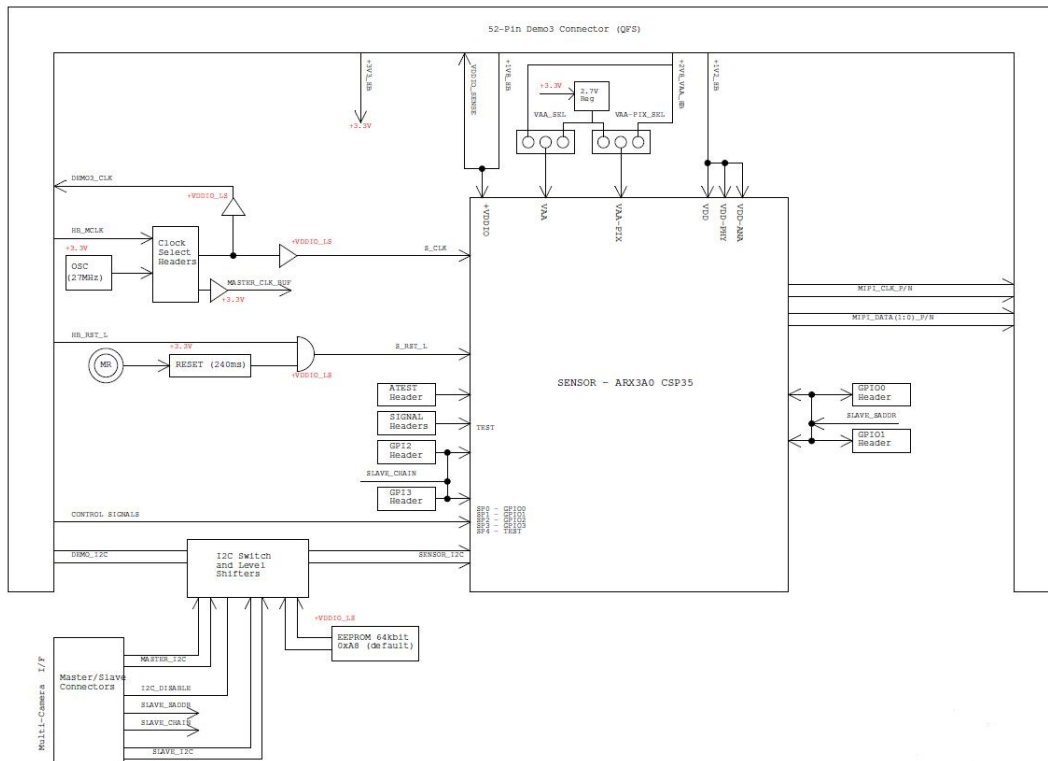 52-Pin Demo3 Connector (QFS)
+3V3_HB
VDDIO_SENSE
+1V8_HB
+2V8_VAA_HB
+1V2_HB
+3.3V
2.7V
Reg
VAA_SEL
VAA-PIX_SEL
+3.3V
DEMO3_CLK
+VDDIO_LS
+VDDIO
VAA
VAA-PIX
VDD
VDD-PHY
VDD-ANA
HB_MCLK
+3.3V
OSC
(27MHz)
Clock
Select
Headers
+VDDIO_LS
S_CLK
MASTER_CLK_BUF
+3.3V
MIPI_CLK_P/N
MIPI_DATA(1:0)_P/N
HB_RST_L
+3.3V
MR
RESET (240ms)
+VDDIO_LS
S_RST_L
SENSOR - ARX3A0 CSP35
ATEST
Header
SIGNAL
Headers
TEST
GPI2
Header
SLAVE_CHAIN
GPI3
Header
GPIO0
Header
SLAVE_SADDR
GPIO1
Header
SP0 - GPIO0
SP1 - GPIO1
SP2 - GPIO2
SP3 - GPIO3
SP4 - TEST
CONTROL SIGNALS
DEMO_I2C
I2C Switch
and Level
Shifters
SENSOR_I2C
+VDDIO_LS
EEPROM 64kbit
0xA8 (default)
Multi-Camera I/F
Master/Slave
Connectors
MASTER_I2C
I2C_DISABLE
SLAVE_SADDR
SLAVE_CHAIN
SLAVE_I2C